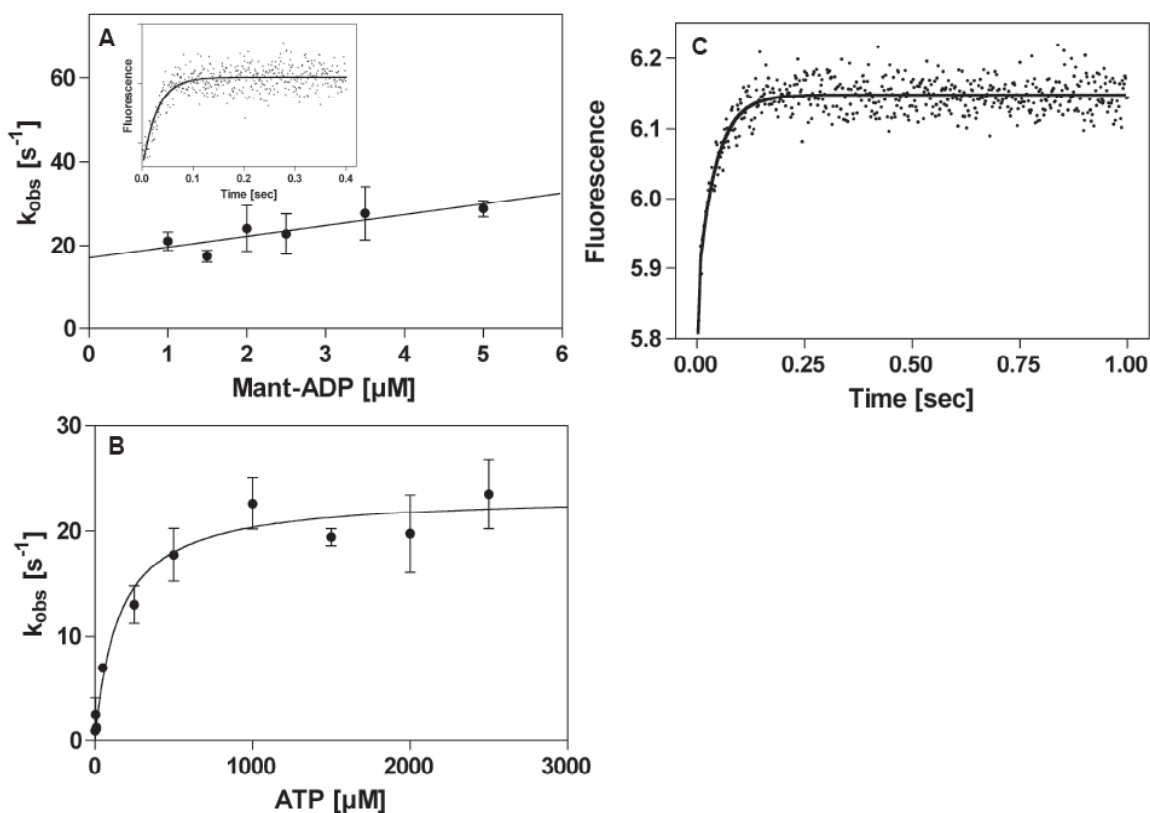 A
k_obs [s⁻¹]
60
40
20
0
0 1 2 3 4 5 6
Mant-ADP [µM]
Fluorescence
0.0 0.1 0.2 0.3 0.4
Time [sec]
C
Fluorescence
6.2
6.1
6.0
5.9
5.8
0.00 0.25 0.50 0.75 1.00
Time [sec]
B
k_obs [s⁻¹]
30
20
10
0
0 1000 2000 3000
ATP [µM]